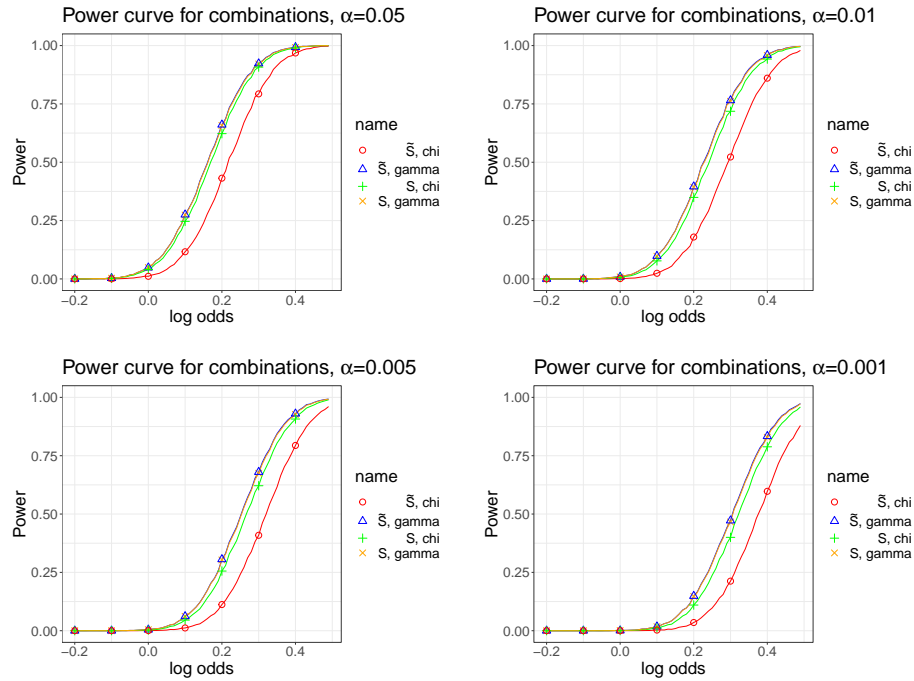 Power curve for combinations, α=0.05
1.00
0.75
0.50
0.25
0.00
Power
−0.2
0.0
0.2
0.4
log odds
name
S̃, chi
S̃, gamma
S, chi
S, gamma
Power curve for combinations, α=0.01
1.00
0.75
0.50
0.25
0.00
Power
−0.2
0.0
0.2
0.4
log odds
name
S̃, chi
S̃, gamma
S, chi
S, gamma
Power curve for combinations, α=0.005
1.00
0.75
0.50
0.25
0.00
Power
−0.2
0.0
0.2
0.4
log odds
name
S̃, chi
S̃, gamma
S, chi
S, gamma
Power curve for combinations, α=0.001
1.00
0.75
0.50
0.25
0.00
Power
−0.2
0.0
0.2
0.4
log odds
name
S̃, chi
S̃, gamma
S, chi
S, gamma